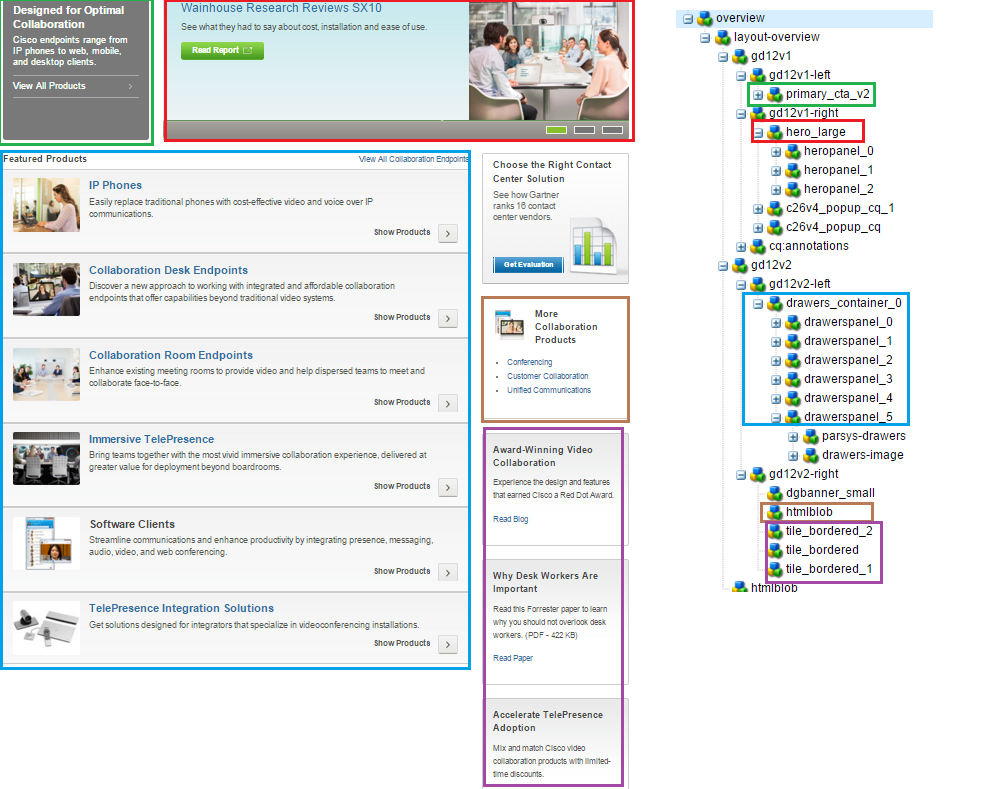 Designed for Optimal
Collaboration
Cisco endpoints range from
IP phones to web, mobile,
and desktop clients.
View All Products
Wainhouse Research Reviews SX10
See what they had to say about cost, installation and ease of use.
Read Report
Featured Products
View All Collaboration Endpoints
IP Phones
Easily replace traditional phones with cost-effective video and voice over IP
communications.
Show Products
Collaboration Desk Endpoints
Discover a new approach to working with integrated and affordable collaboration
endpoints that offer capabilities beyond traditional video systems.
Show Products
Collaboration Room Endpoints
Enhance existing meeting rooms to provide video and help dispersed teams to meet and
collaborate face-to-face.
Show Products
Immersive TelePresence
Bring teams together with the most vivid immersive collaboration experience, delivered at
greater value for deployment beyond boardrooms.
Show Products
Software Clients
Streamline communications and enhance productivity by integrating presence, messaging,
audio, video, and web conferencing.
Show Products
TelePresence Integration Solutions
Get solutions designed for integrators that specialize in videoconferencing installations.
Show Products
Choose the Right Contact
Center Solution
See how Gartner
ranks 16 contact
center vendors.
Get Evaluation
More
Collaboration
Products
Conferencing
Customer Collaboration
Unified Communications
Award-Winning Video
Collaboration
Experience the design and features
that earned Cisco a Red Dot Award.
Read Blog
Why Desk Workers Are
Important
Read this Forrester paper to learn
why you should not overlook desk
workers. (PDF - 422 KB)
Read Paper
Accelerate TelePresence
Adoption
Mix and match Cisco video
collaboration products with limited-
time discounts.
overview
layout-overview
gd12v1
gd12v1-left
primary_cta_v2
gd12v1-right
hero_large
heropanel_0
heropanel_1
heropanel_2
c26v4_popup_cq_1
c26v4_popup_cq
cq:annotations
gd12v2
gd12v2-left
drawers_container_0
drawerspanel_0
drawerspanel_1
drawerspanel_2
drawerspanel_3
drawerspanel_4
drawerspanel_5
parsys-drawers
drawers-image
gd12v2-right
dgbanner_small
htmlblob
tile_bordered_2
tile_bordered
tile_bordered_1
htmlblob